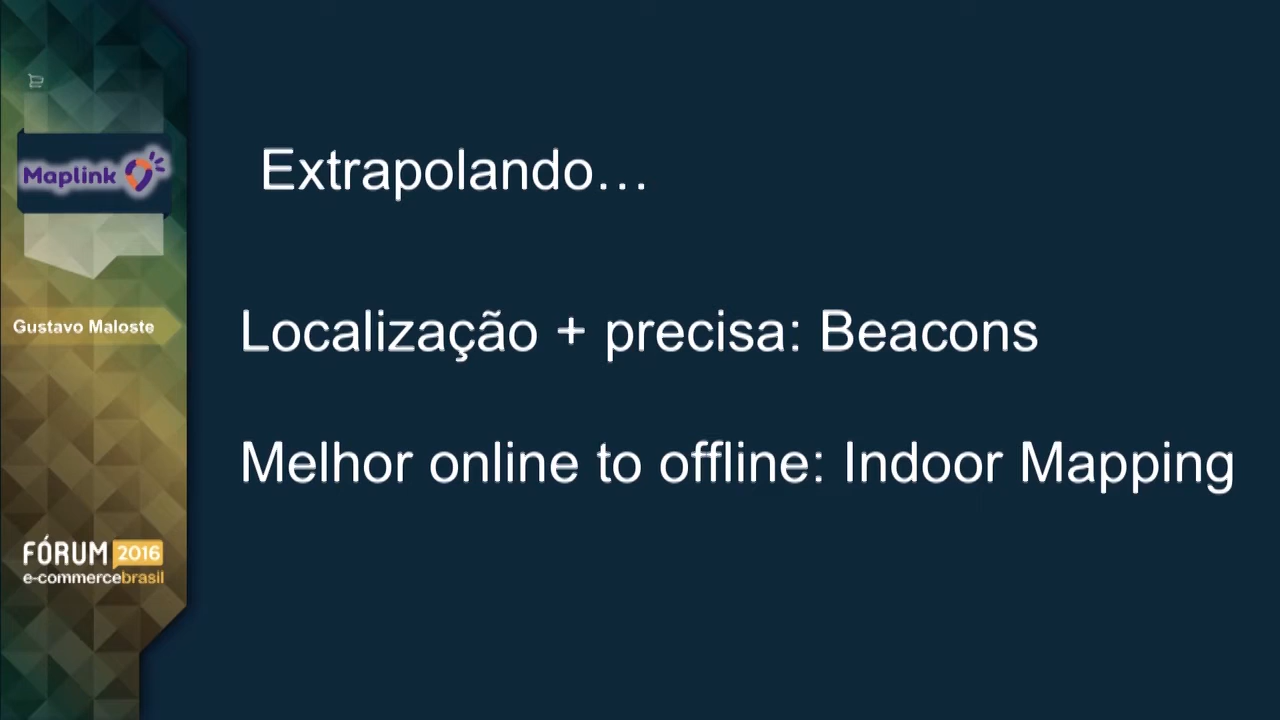 Maplink
Gustavo Maloste
FÓRUM 2016
e-commercebrasil
Extrapolando…
Localização + precisa: Beacons
Melhor online to offline: Indoor Mapping